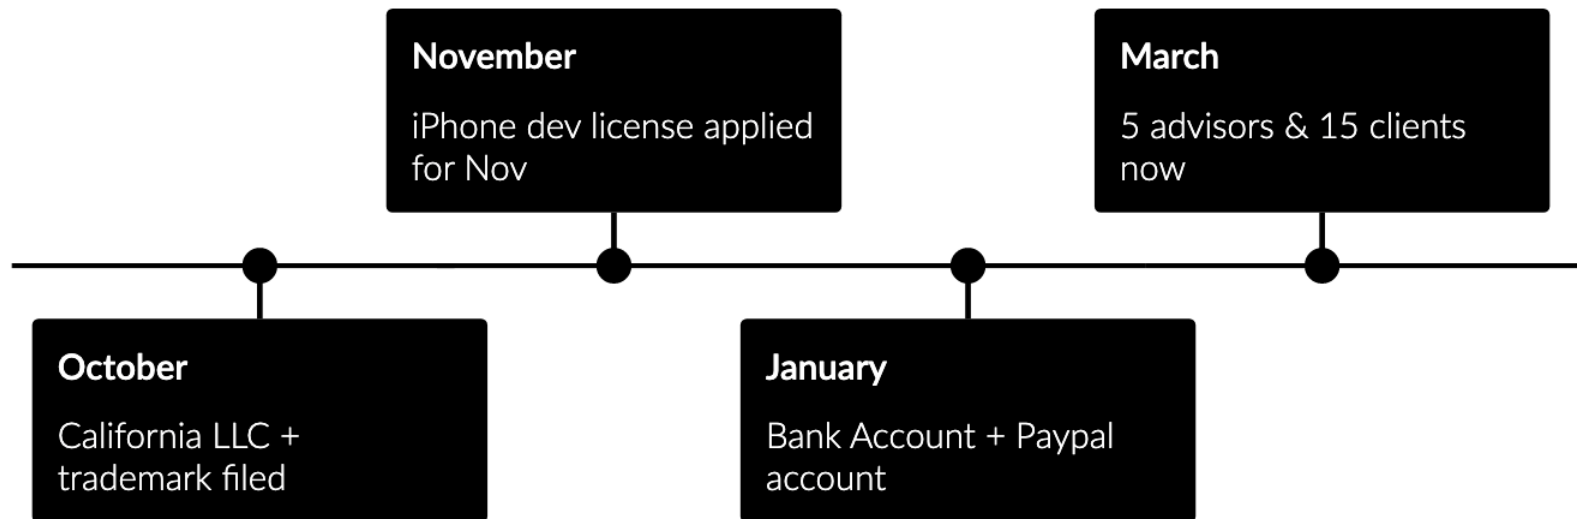 November
iPhone dev license applied
for Nov
March
5 advisors & 15 clients
now
October
California LLC +
trademark filed
January
Bank Account + Paypal
account